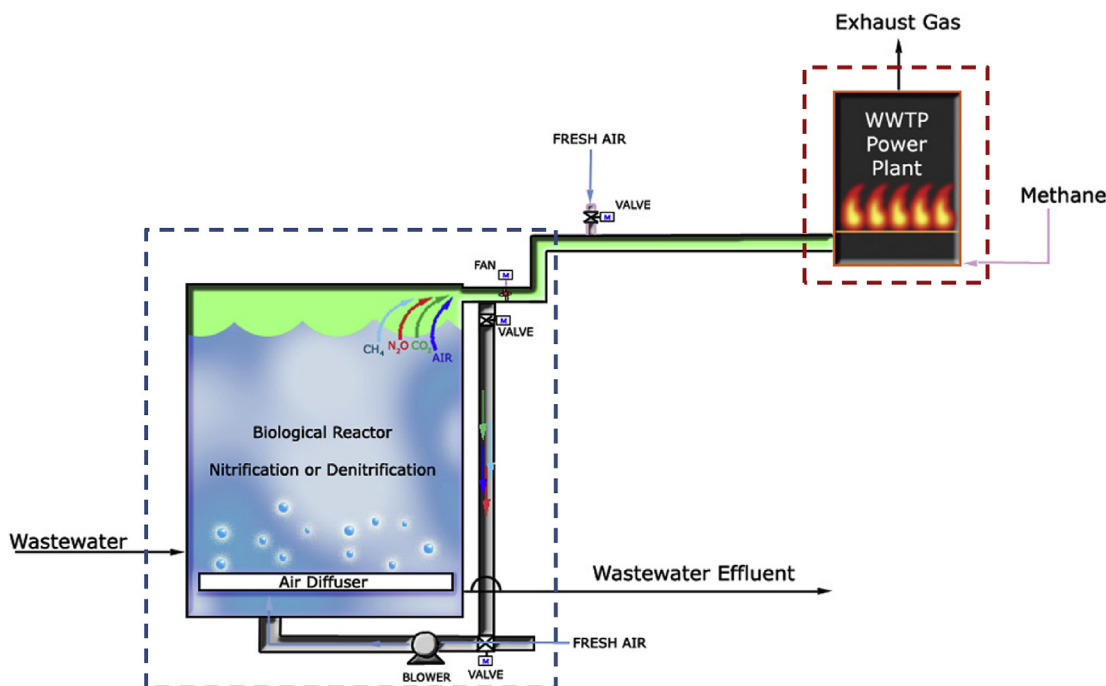 Exhaust Gas
WWTP
Power
Plant
FRESH AIR
VALVE
M
Methane
FAN
M
M
VALVE
CH₄
N₂O
CO₂
AIR
Biological Reactor
Nitrification or Denitrification
Wastewater
Air Diffuser
Wastewater Effluent
FRESH AIR
BLOWER
M
VALVE